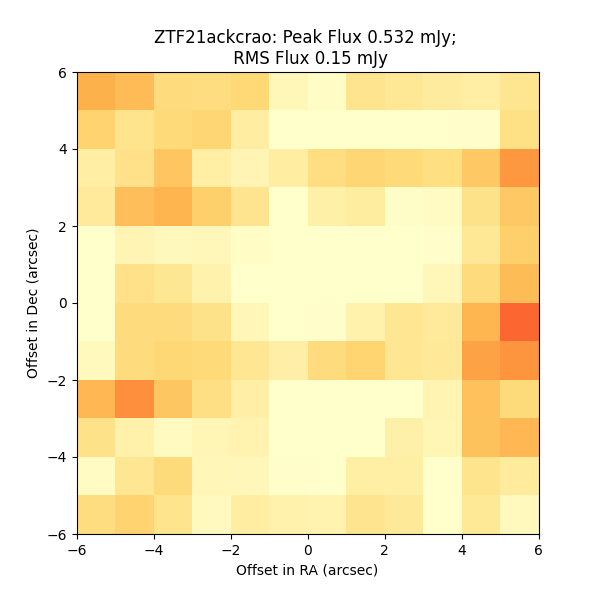 ZTF21ackcrao: Peak Flux 0.532 mJy;
RMS Flux 0.15 mJy
6
4
2
0
−2
−4
−6
Offset in Dec (arcsec)
−6 −4 −2 0 2 4 6
Offset in RA (arcsec)